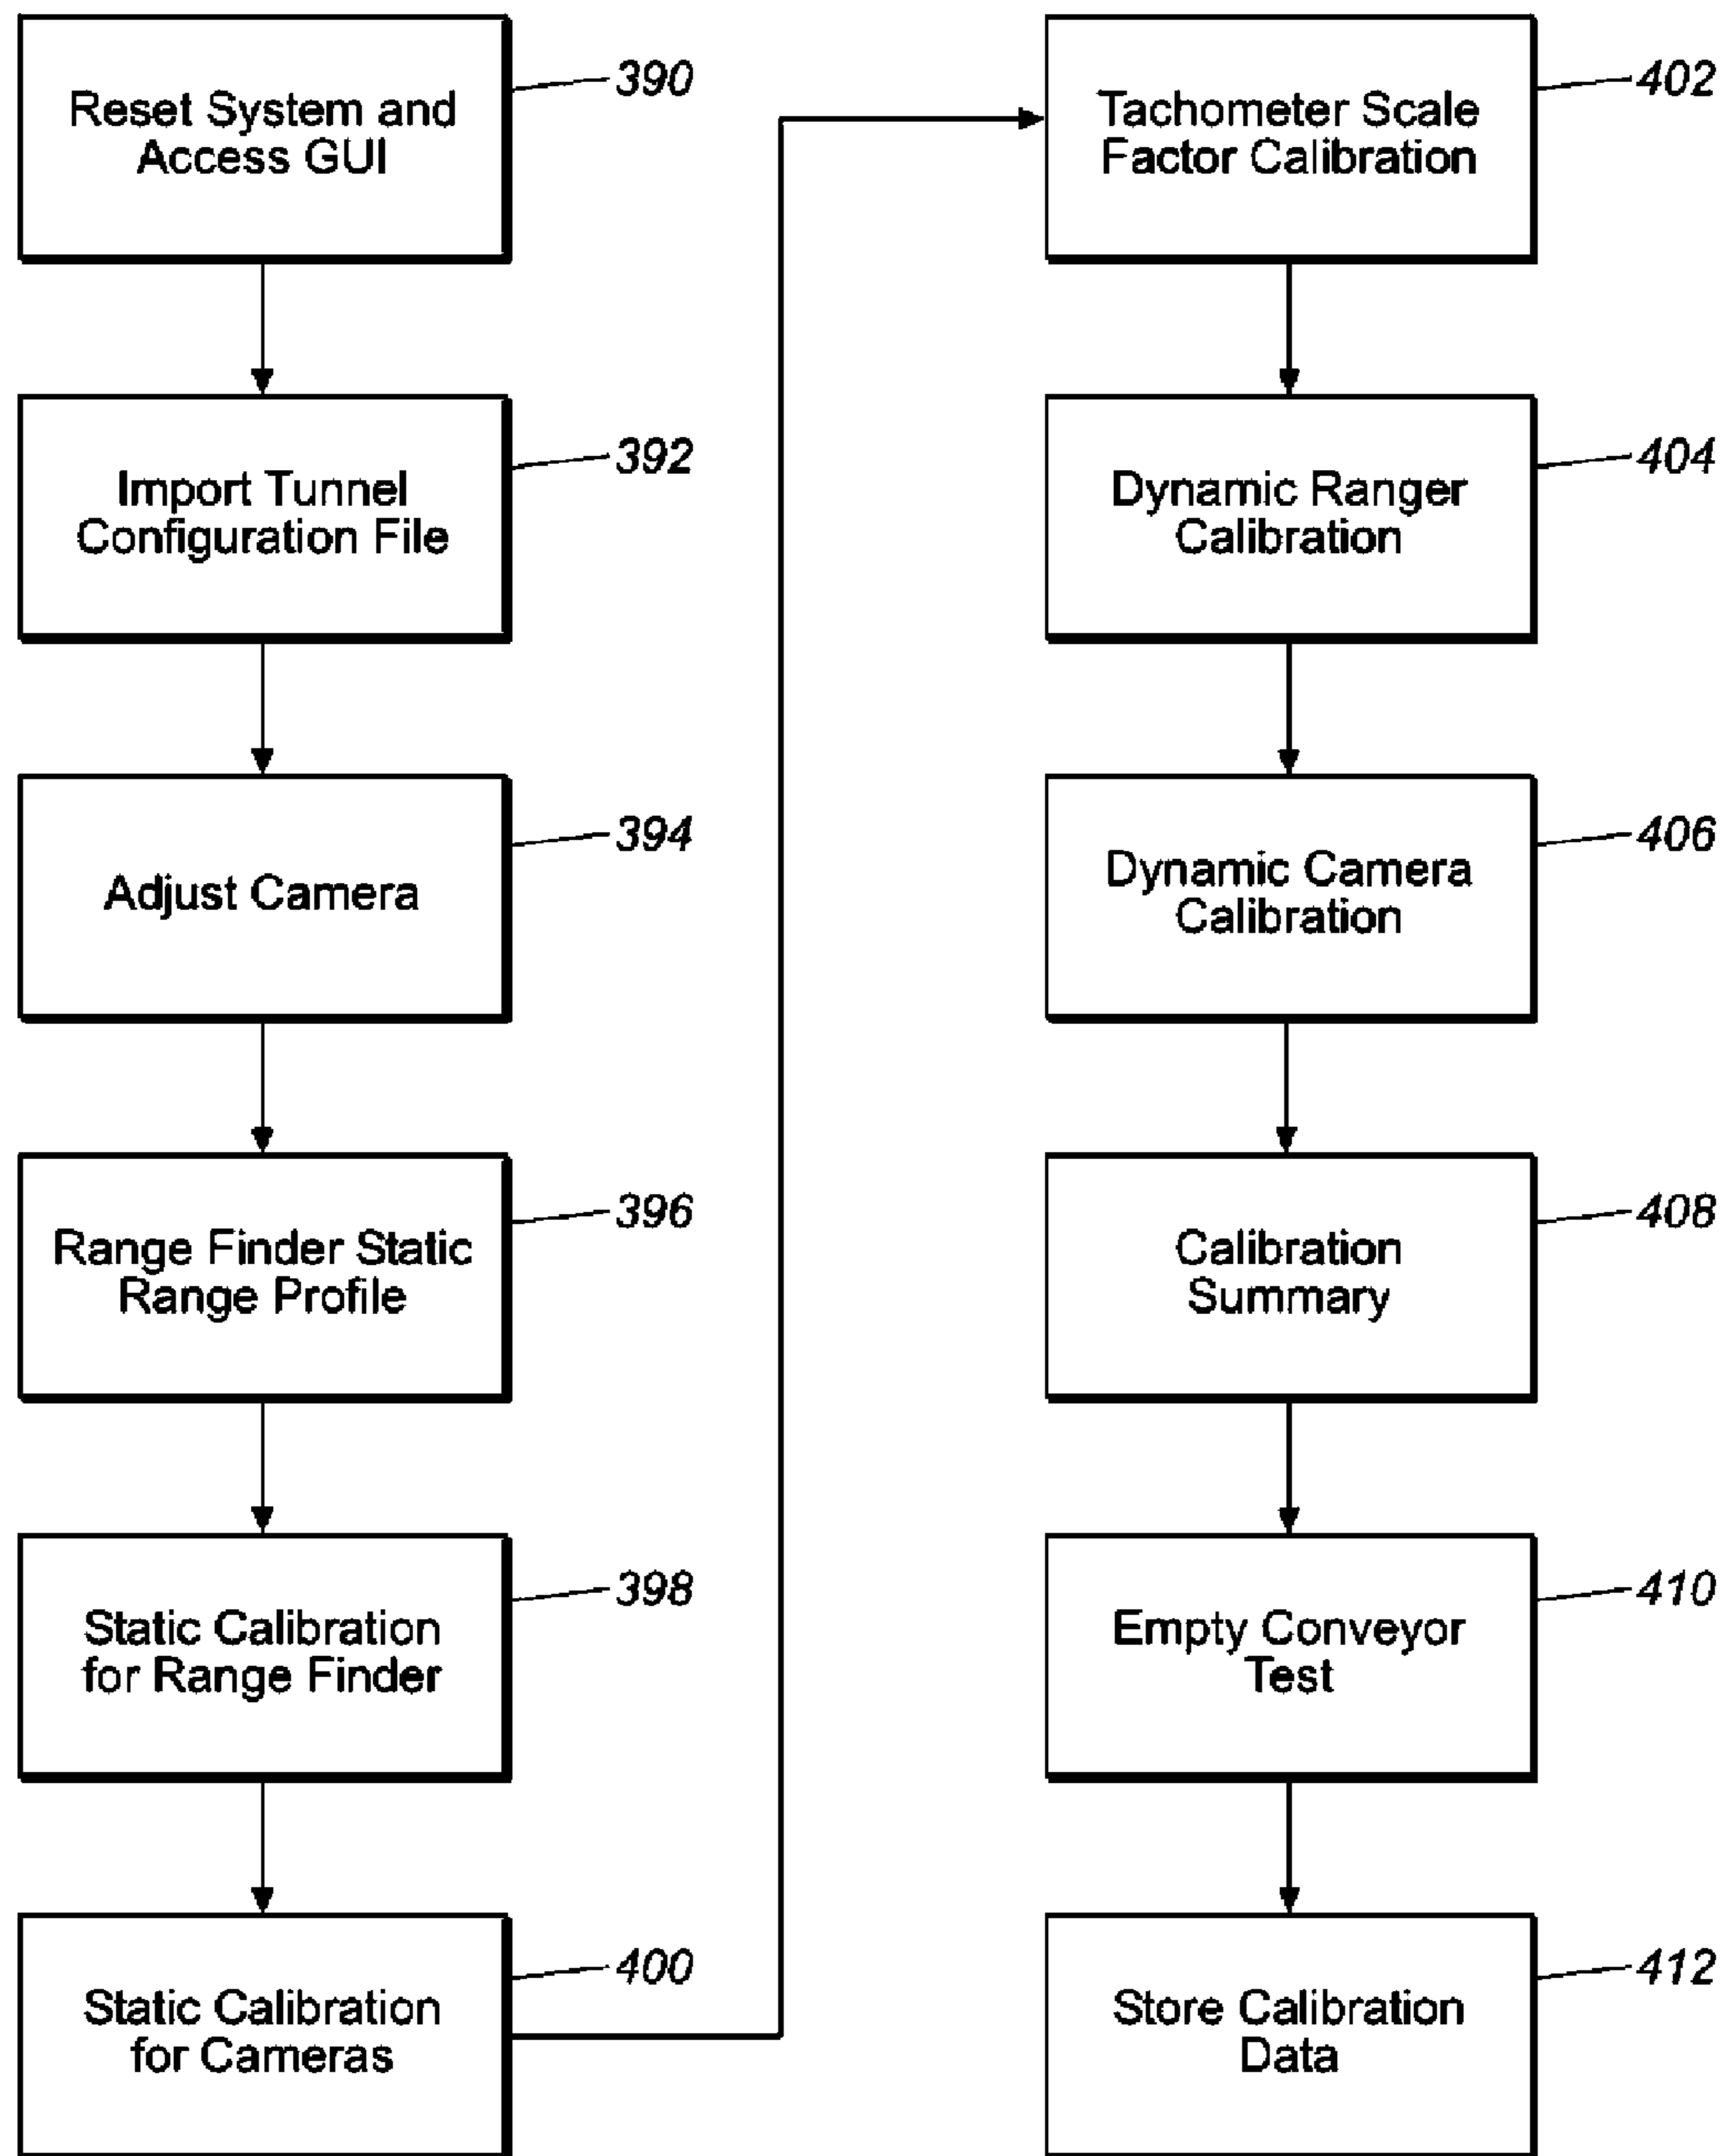 Reset System and
Access GUI
390
Import Tunnel
Configuration File
392
Adjust Camera
394
Range Finder Static
Range Profile
396
Static Calibration
for Range Finder
398
Static Calibration
for Cameras
400
Tachometer Scale
Factor Calibration
402
Dynamic Ranger
Calibration
404
Dynamic Camera
Calibration
406
Calibration
Summary
408
Empty Conveyor
Test
410
Store Calibration
Data
412